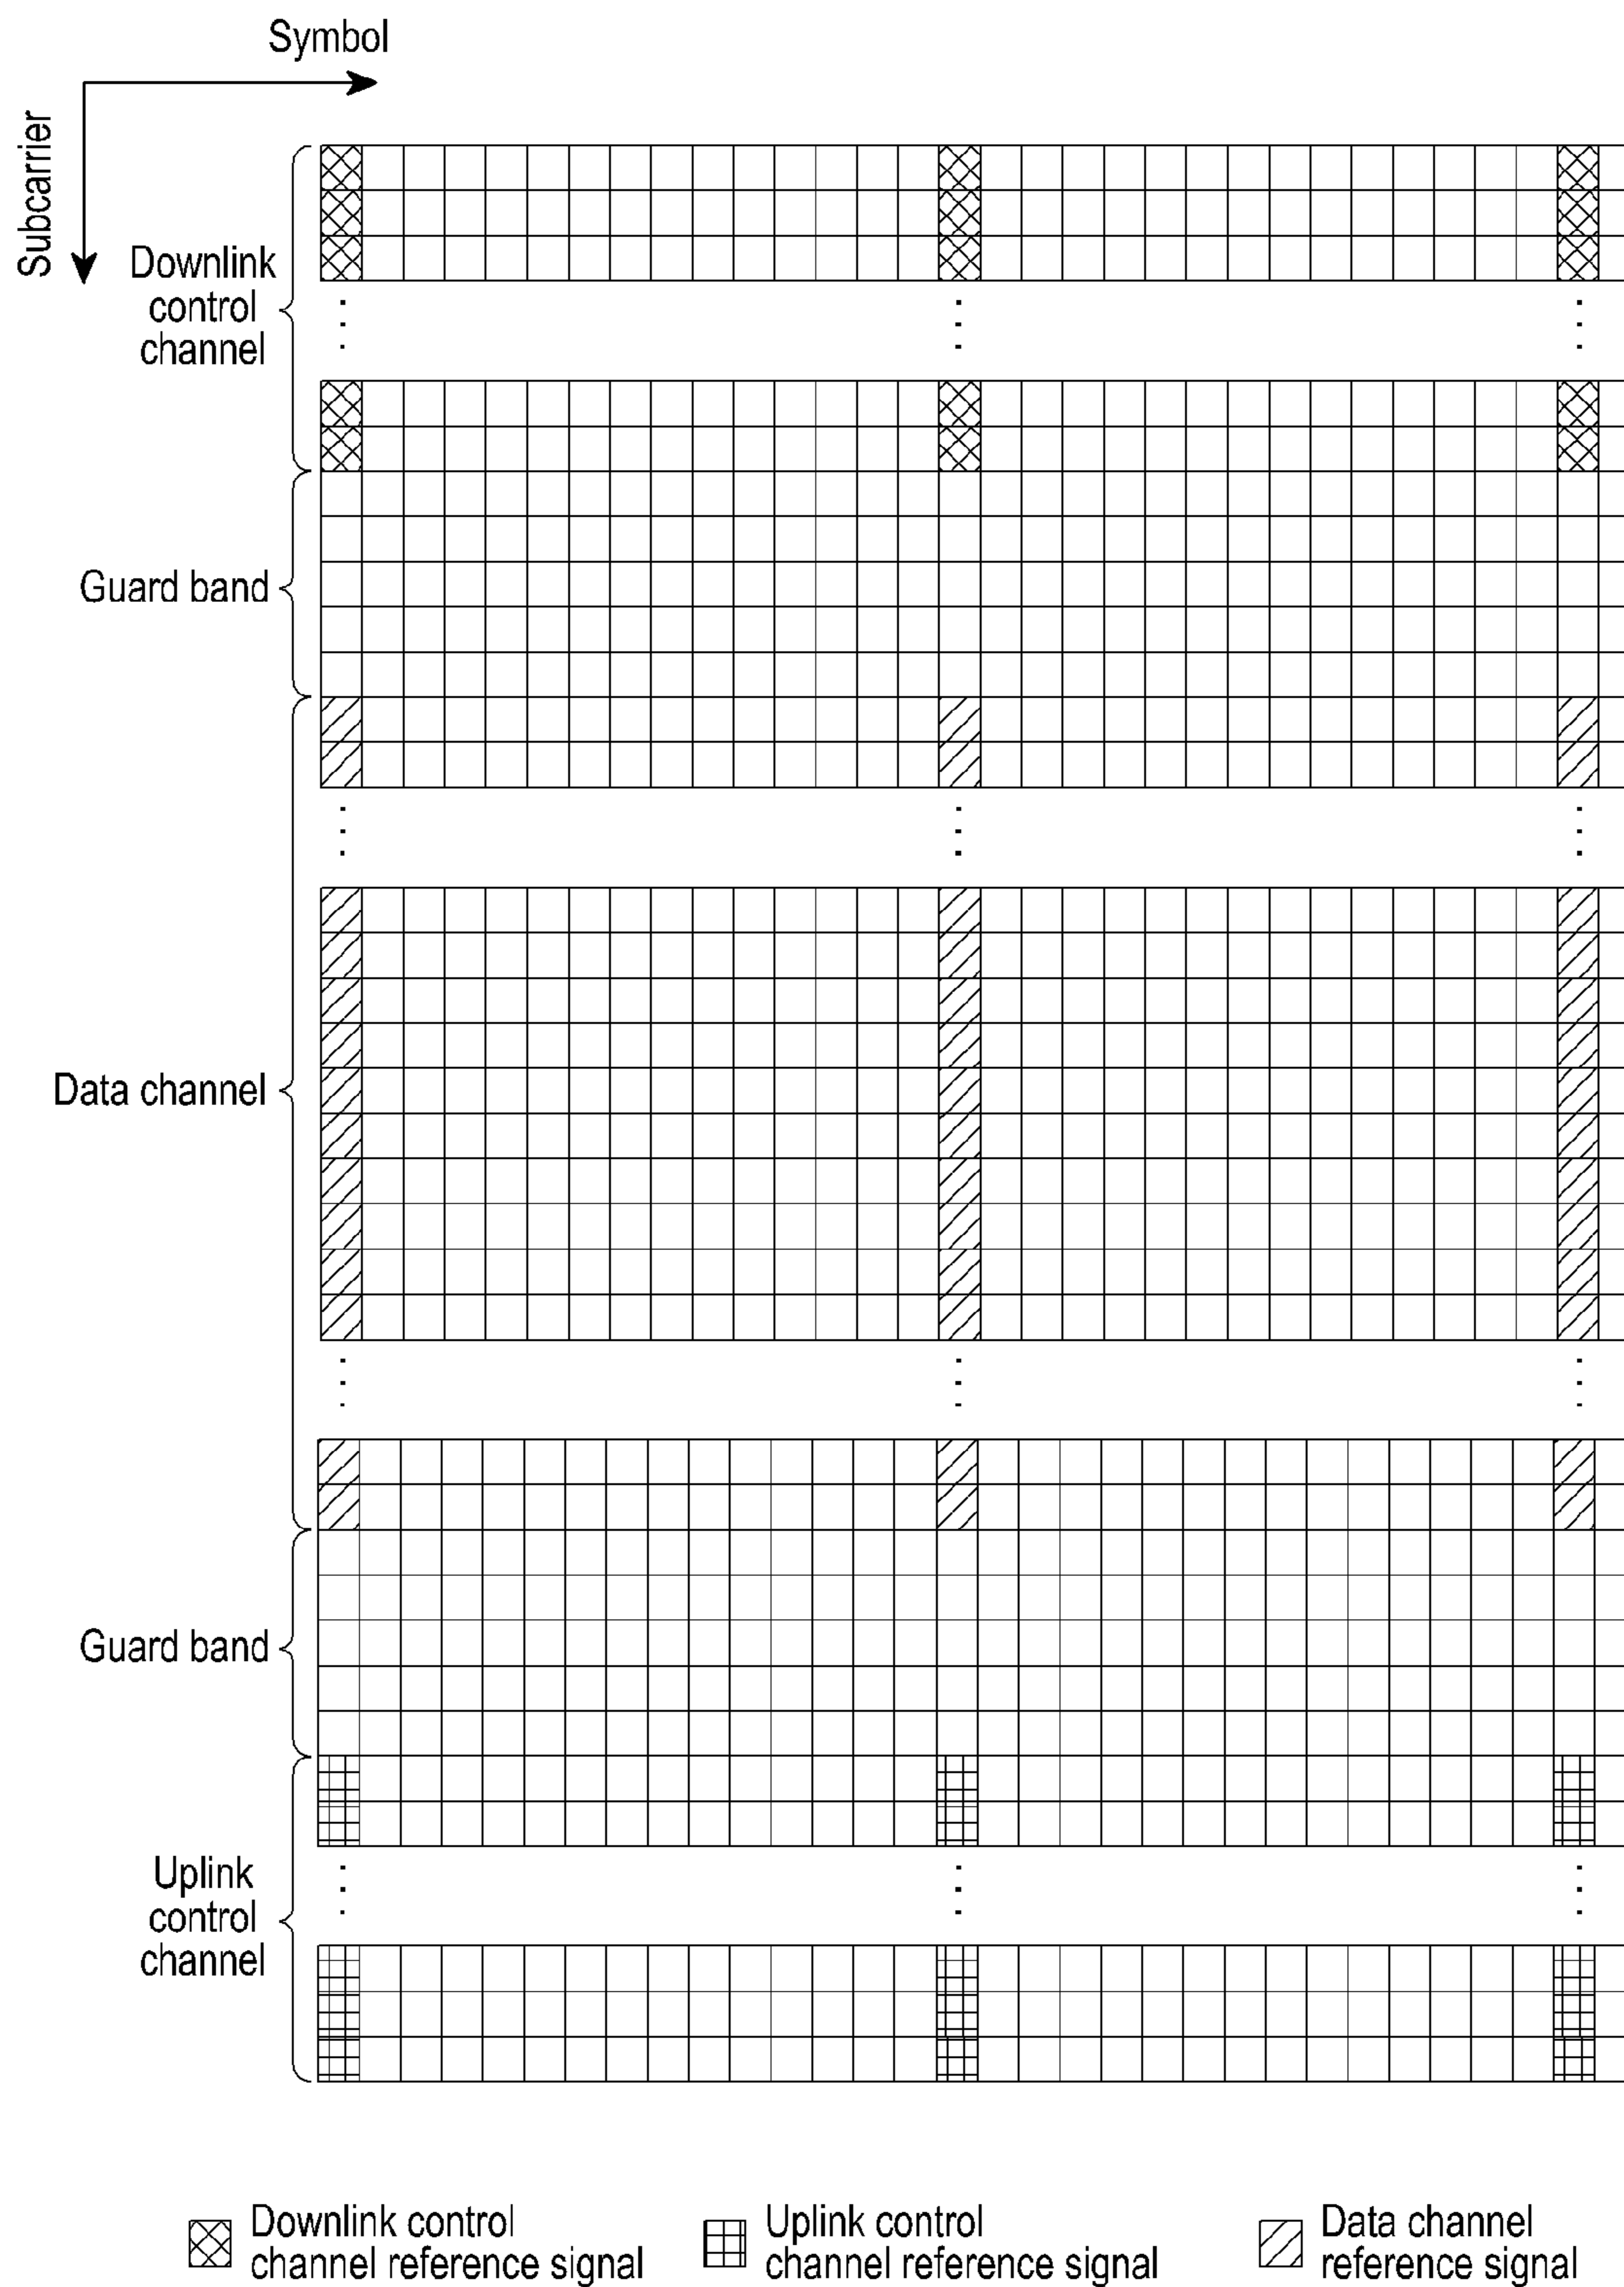 Symbol
Subcarrier
Downlink
control
channel
Guard band
Data channel
Guard band
Uplink
control
channel
Downlink control
channel reference signal
Uplink control
channel reference signal
Data channel
reference signal